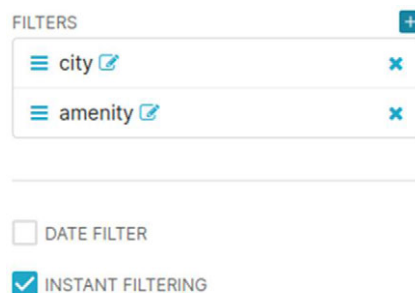 FILTERS
city
amenity
DATE FILTER
INSTANT FILTERING